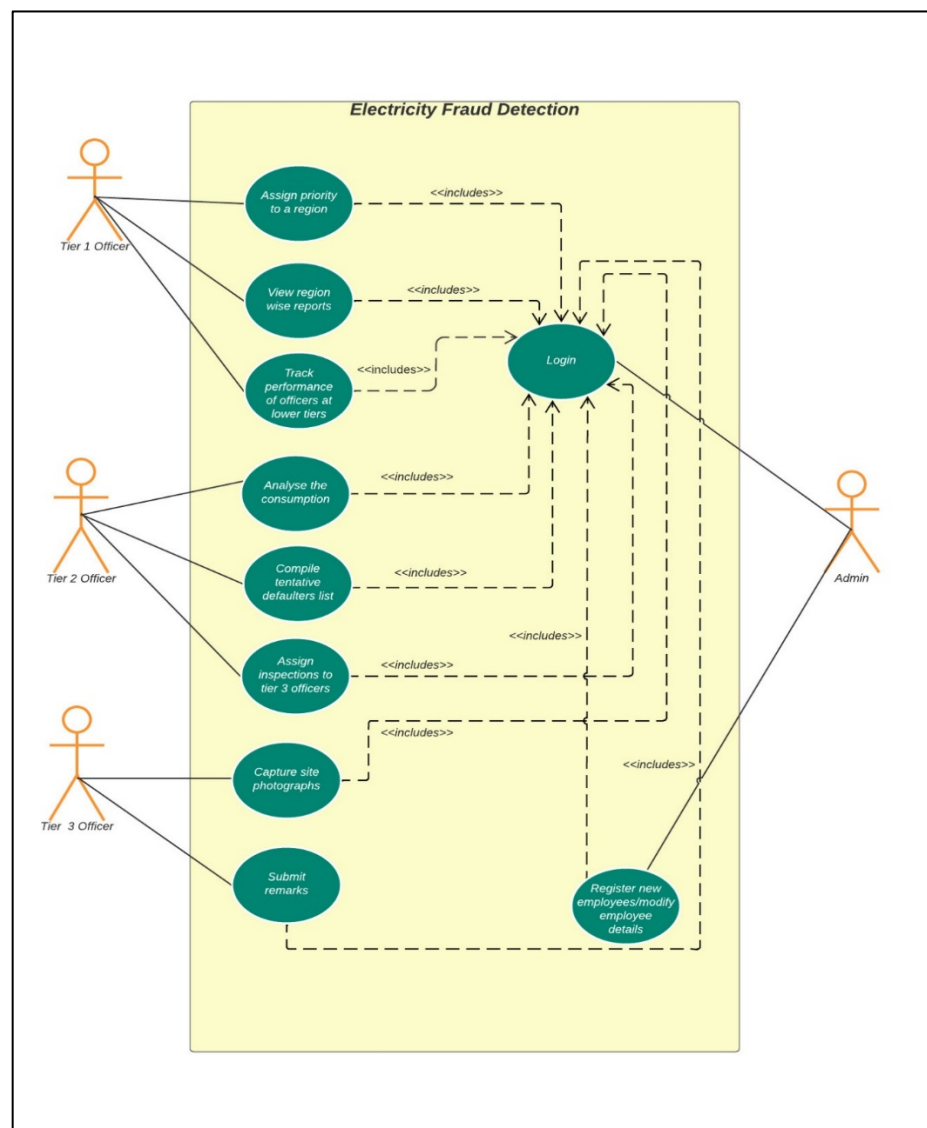 Electricity Fraud Detection
Tier 1 Officer
Assign priority
to a region
<<includes>>
View region
wise reports
<<includes>>
Track
performance
of officers at
lower tiers
<<includes>>
Login
Tier 2 Officer
Analyse the
consumption
<<includes>>
Compile
tentative
defaulters list
<<includes>>
Admin
<<includes>>
Assign
inspections to
tier 3 officers
<<includes>>
Tier  3 Officer
Capture site
photographs
<<includes>>
<<includes>>
Submit
remarks
Register new
employees/modify
employee
details